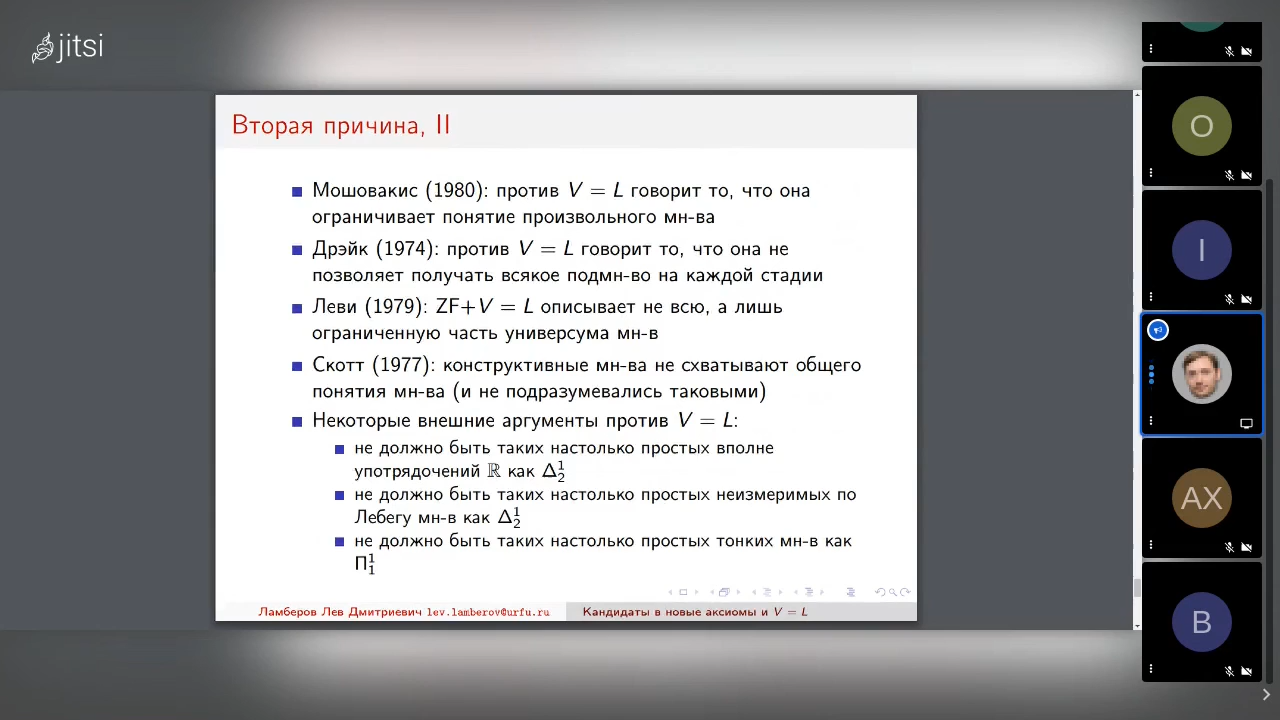 jitsi
Вторая причина, II
Мошовакис (1980): против V = L говорит то, что она
ограничивает понятие произвольного мн-ва
Дрэйк (1974): против V = L говорит то, что она не
позволяет получать всякое подмн-во на каждой стадии
Леви (1979): ZF+V = L описывает не всю, а лишь
ограниченную часть универсума мн-в
Скотт (1977): конструктивные мн-ва не схватывают общего
понятия мн-ва (и не подразумевались таковыми)
Некоторые внешние аргументы против V = L:
не должно быть таких настолько простых вполне
употрядочений ℝ как Δ¹₂
не должно быть таких настолько простых неизмеримых по
Лебегу мн-в как Δ¹₂
не должно быть таких настолько простых тонких мн-в как
Π¹₁
Ламберов Лев Дмитриевич lev.lamberov@urfu.ru
Кандидаты в новые аксиомы и V = L
O
I
AX
B